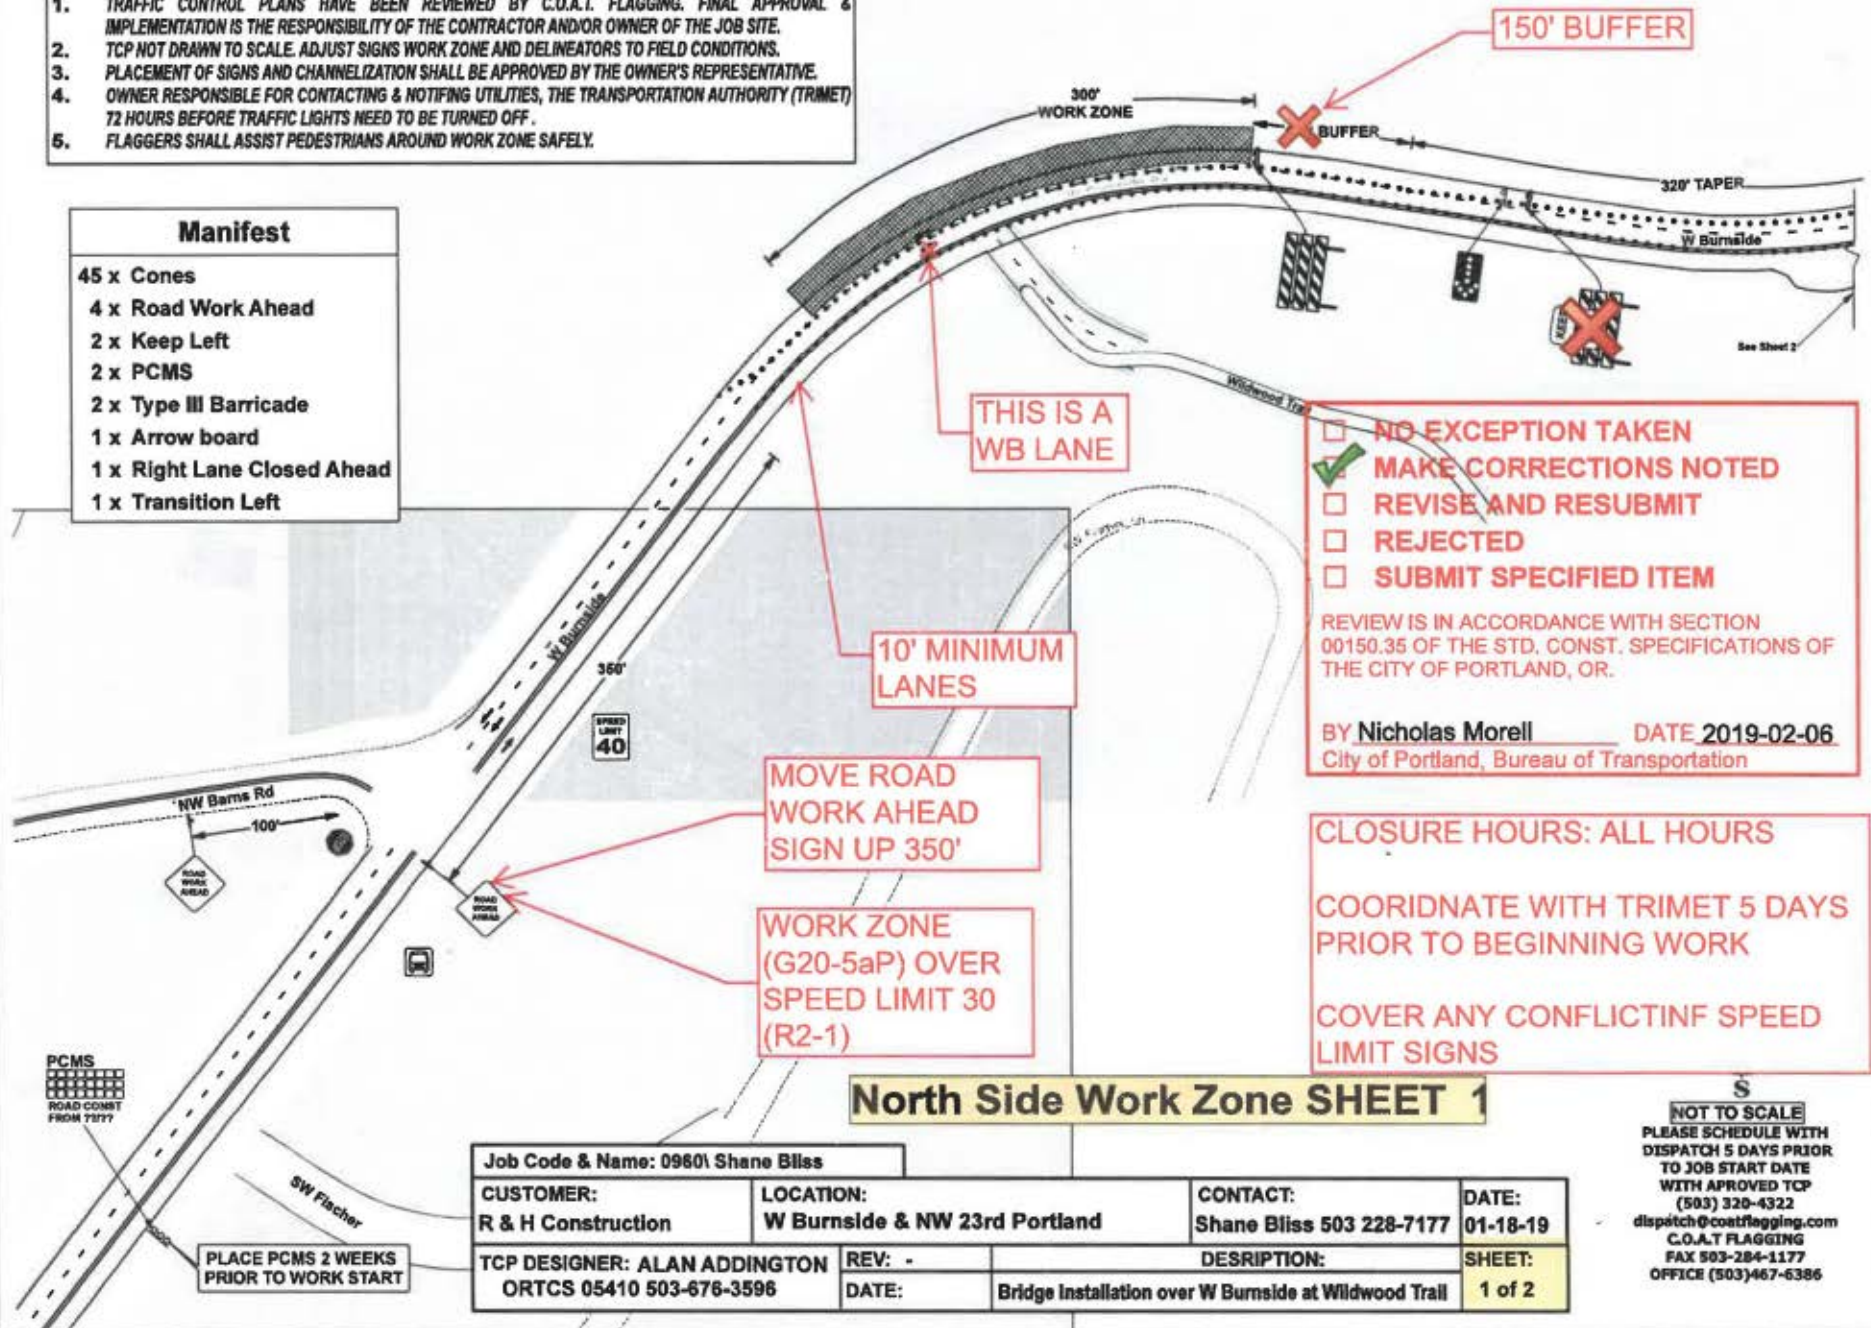 1. TRAFFIC CONTROL PLANS HAVE BEEN REVIEWED BY C.O.A.T. FLAGGING. FINAL APPROVAL &
IMPLEMENTATION IS THE RESPONSIBILITY OF THE CONTRACTOR AND/OR OWNER OF THE JOB SITE.
2. TCP NOT DRAWN TO SCALE. ADJUST SIGNS WORK ZONE AND DELINEATORS TO FIELD CONDITIONS.
3. PLACEMENT OF SIGNS AND CHANNELIZATION SHALL BE APPROVED BY THE OWNER'S REPRESENTATIVE.
4. OWNER RESPONSIBLE FOR CONTACTING & NOTIFING UTILITIES, THE TRANSPORTATION AUTHORITY (TRIMET)
72 HOURS BEFORE TRAFFIC LIGHTS NEED TO BE TURNED OFF.
5. FLAGGERS SHALL ASSIST PEDESTRIANS AROUND WORK ZONE SAFELY.
150' BUFFER
300'
WORK ZONE
BUFFER
320' TAPER
W Burnside
KEEP
See Sheet 2
Manifest
45 x Cones
4 x Road Work Ahead
2 x Keep Left
2 x PCMS
2 x Type III Barricade
1 x Arrow board
1 x Right Lane Closed Ahead
1 x Transition Left
THIS IS A
WB LANE
Wildwood Trail
NO EXCEPTION TAKEN
MAKE CORRECTIONS NOTED
REVISE AND RESUBMIT
REJECTED
SUBMIT SPECIFIED ITEM
REVIEW IS IN ACCORDANCE WITH SECTION
00150.35 OF THE STD. CONST. SPECIFICATIONS OF
THE CITY OF PORTLAND, OR.
BY Nicholas Morell DATE 2019-02-06
City of Portland, Bureau of Transportation
W Burnside
350'
10' MINIMUM
LANES
SPEED
LIMIT
40
MOVE ROAD
WORK AHEAD
SIGN UP 350'
NW Barns Rd
100'
ROAD
WORK
AHEAD
ROAD
WORK
AHEAD
WORK ZONE
(G20-5aP) OVER
SPEED LIMIT 30
(R2-1)
CLOSURE HOURS: ALL HOURS
COORIDNATE WITH TRIMET 5 DAYS
PRIOR TO BEGINNING WORK
COVER ANY CONFLICTINF SPEED
LIMIT SIGNS
PCMS
ROAD CONST
FROM ??/??
SW Fischer
PLACE PCMS 2 WEEKS
PRIOR TO WORK START
North Side Work Zone SHEET 1
Job Code & Name: 0960\ Shane Bliss
CUSTOMER:
R & H Construction
LOCATION:
W Burnside & NW 23rd Portland
CONTACT:
Shane Bliss 503 228-7177
DATE:
01-18-19
TCP DESIGNER: ALAN ADDINGTON
ORTCS 05410 503-676-3596
REV: -
DATE:
DESRIPTION:
Bridge Installation over W Burnside at Wildwood Trail
SHEET:
1 of 2
S
NOT TO SCALE
PLEASE SCHEDULE WITH
DISPATCH 5 DAYS PRIOR
TO JOB START DATE
WITH APROVED TCP
(503) 320-4322
dispatch@coatflagging.com
C.O.A.T FLAGGING
FAX 503-284-1177
OFFICE (503)467-6386